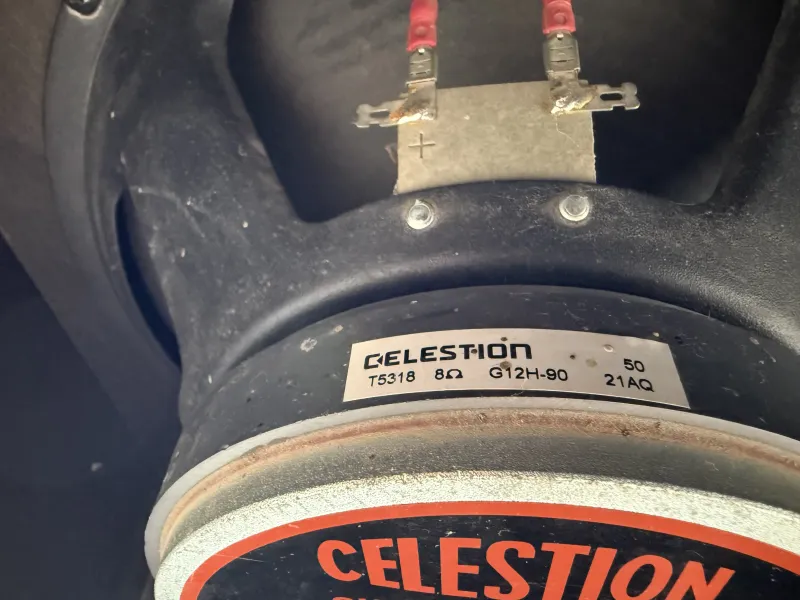 +
CELESTION
50
T5318 8Ω G12H-90 21AQ
CELESTION